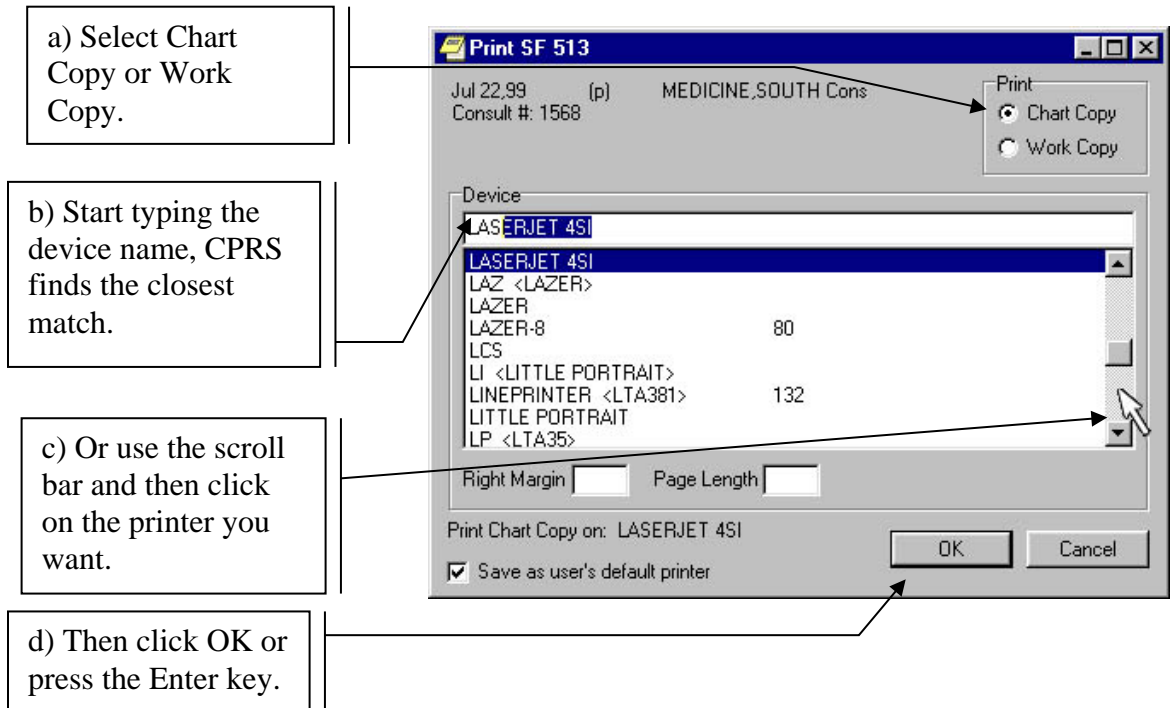 a) Select Chart
Copy or Work
Copy.
b) Start typing the
device name, CPRS
finds the closest
match.
c) Or use the scroll
bar and then click
on the printer you
want.
d) Then click OK or
press the Enter key.
Print SF 513
Jul 22,99 (p) MEDICINE,SOUTH Cons
Consult #: 1568
Print
Chart Copy
Work Copy
Device
LASERJET 4SI
LASERJET 4SI
LAZ <LAZER>
LAZER
LAZER-8 80
LCS
LI <LITTLE PORTRAIT>
LINEPRINTER <LTA381> 132
LITTLE PORTRAIT
LP <LTA35>
Right Margin Page Length
Print Chart Copy on: LASERJET 4SI
Save as user's default printer
OK Cancel